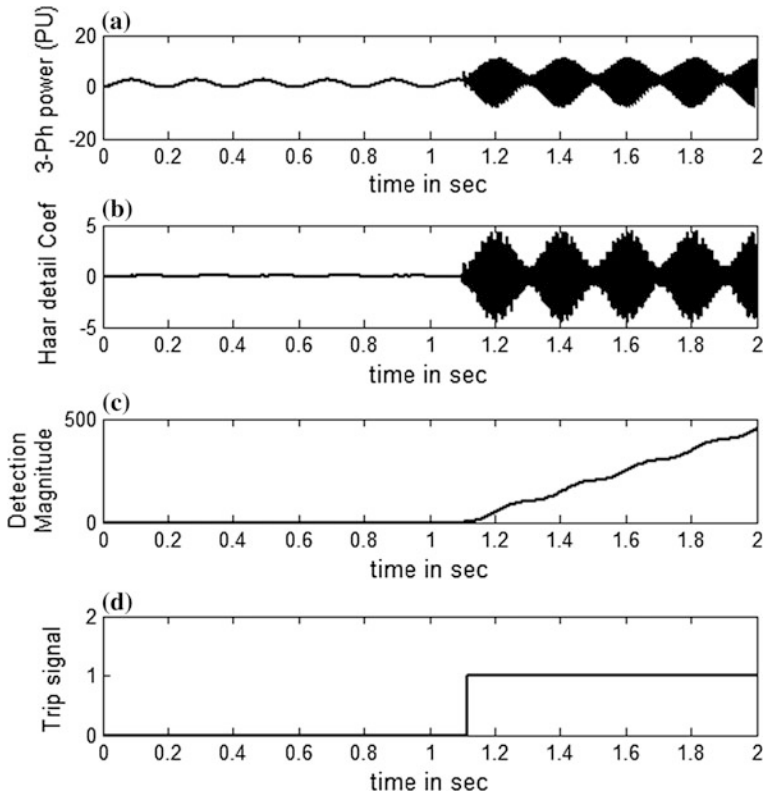 (a)
3-Ph power (PU)
20
0
-20
0 0.2 0.4 0.6 0.8 1 1.2 1.4 1.6 1.8 2
time in sec
(b)
Haar detail Coef
5
0
-5
0 0.2 0.4 0.6 0.8 1 1.2 1.4 1.6 1.8 2
time in sec
(c)
Detection
Magnitude
500
0
0 0.2 0.4 0.6 0.8 1 1.2 1.4 1.6 1.8 2
time in sec
(d)
Trip signal
2
1
0
0 0.2 0.4 0.6 0.8 1 1.2 1.4 1.6 1.8 2
time in sec